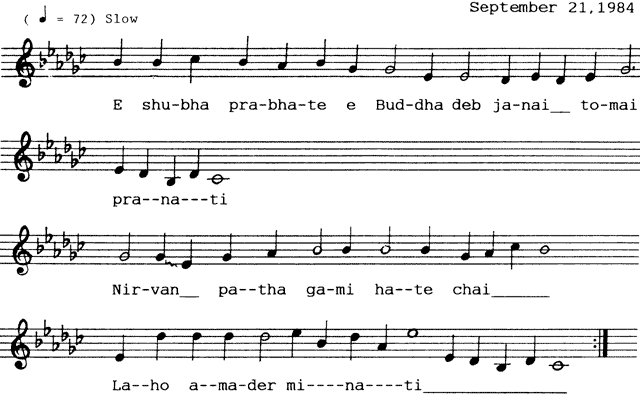 September 21,1984
( ♩ = 72) Slow
E shu-bha pra-bha-te e Bud-dha deb ja-nai__ to-mai
pra--na---ti
Nir-van__ pa--tha ga-mi ha--te chai______
La--ho a--ma-der mi----na----ti_______________